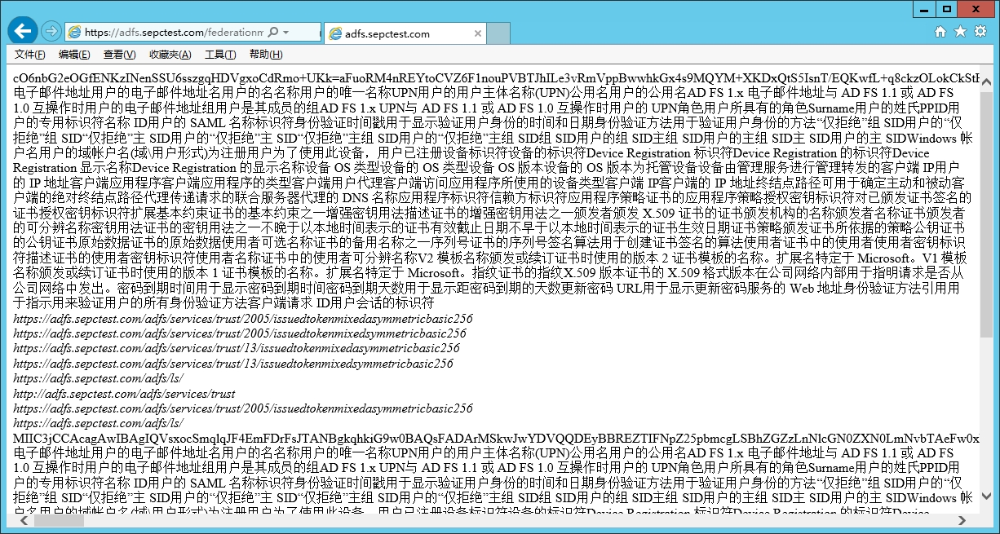 https://adfs.sepctest.com/federationm
adfs.sepctest.com
文件(F) 编辑(E) 查看(V) 收藏夹(A) 工具(T) 帮助(H)
cO6nbG2eOGfENKzINenSSU6sszgqHDVgxoCdRmo+UKk=aFuoRM4nREYtoCVZ6F1nouPVBTJhILe3vRmVppBwwhkGx4s9MQYM+XKDxQtS5IsnT/EQKwfL+q8ckzOLokCkStE
电子邮件地址用户的电子邮件地址名用户的名名称用户的唯一名称UPN用户的用户主体名称(UPN)公用名用户的公用名AD FS 1.x 电子邮件地址与 AD FS 1.1 或 AD FS
1.0 互操作时用户的电子邮件地址组用户是其成员的组AD FS 1.x UPN与 AD FS 1.1 或 AD FS 1.0 互操作时用户的 UPN角色用户所具有的角色Surname用户的姓氏PPID用
户的专用标识符名称 ID用户的 SAML 名称标识符身份验证时间戳用于显示验证用户身份的时间和日期身份验证方法用于验证用户身份的方法“仅拒绝”组 SID用户的“仅
拒绝”组 SID“仅拒绝”主 SID用户的“仅拒绝”主 SID“仅拒绝”主组 SID用户的“仅拒绝”主组 SID组 SID用户的组 SID主组 SID用户的主组 SID主 SID用户的主 SIDWindows 帐
户名用户的域帐户名(域\用户形式)为注册用户为了使用此设备，用户已注册设备标识符设备的标识符Device Registration 标识符Device Registration 的标识符Device
Registration 显示名称Device Registration 的显示名称设备 OS 类型设备的 OS 类型设备 OS 版本设备的 OS 版本为托管设备设备由管理服务进行管理转发的客户端 IP用户
的 IP 地址客户端应用程序客户端应用程序的类型客户端用户代理客户端访问应用程序所使用的设备类型客户端 IP客户端的 IP 地址终结点路径可用于确定主动和被动客
户端的绝对终结点路径代理传递请求的联合服务器代理的 DNS 名称应用程序标识符信赖方标识符应用程序策略证书的应用程序策略授权密钥标识符对已颁发证书签名的
证书授权密钥标识符扩展基本约束证书的基本约束之一增强密钥用法描述证书的增强密钥用法之一颁发者颁发 X.509 证书的证书颁发机构的名称颁发者名称证书颁发者
的可分辨名称密钥用法证书的密钥用法之一不晚于以本地时间表示的证书有效截止日期不早于以本地时间表示的证书生效日期证书策略颁发证书所依据的策略公钥证书
的公钥证书原始数据证书的原始数据使用者可选名称证书的备用名称之一序列号证书的序列号签名算法用于创建证书签名的算法使用者证书中的使用者使用者密钥标识
符描述证书的使用者密钥标识符使用者名称证书中的使用者可分辨名称V2 模板名称颁发或续订证书时使用的版本 2 证书模板的名称。扩展名特定于 Microsoft。V1 模板
名称颁发或续订证书时使用的版本 1 证书模板的名称。扩展名特定于 Microsoft。指纹证书的指纹X.509 版本证书的 X.509 格式版本在公司网络内部用于指明请求是否从
公司网络中发出。密码到期时间用于显示密码到期时间密码到期天数用于显示距密码到期的天数更新密码 URL用于显示更新密码服务的 Web 地址身份验证方法引用用
于指示用来验证用户的所有身份验证方法客户端请求 ID用户会话的标识符
https://adfs.sepctest.com/adfs/services/trust/2005/issuedtokenmixedasymmetricbasic256
https://adfs.sepctest.com/adfs/services/trust/2005/issuedtokenmixedsymmetricbasic256
https://adfs.sepctest.com/adfs/services/trust/13/issuedtokenmixedasymmetricbasic256
https://adfs.sepctest.com/adfs/services/trust/13/issuedtokenmixedsymmetricbasic256
https://adfs.sepctest.com/adfs/ls/
http://adfs.sepctest.com/adfs/services/trust
https://adfs.sepctest.com/adfs/services/trust/2005/issuedtokenmixedasymmetricbasic256
https://adfs.sepctest.com/adfs/ls/
MIIC3jCCAcagAwIBAgIQVsxocSmqlqJF4EmFDrFsJTANBgkqhkiG9w0BAQsFADArMSkwJwYDVQQDEyBBREZTIFNpZ25pbmcgLSBhZGZzLnNlcGN0ZXN0LmNvbTAeFw0x
电子邮件地址用户的电子邮件地址名用户的名名称用户的唯一名称UPN用户的用户主体名称(UPN)公用名用户的公用名AD FS 1.x 电子邮件地址与 AD FS 1.1 或 AD FS
1.0 互操作时用户的电子邮件地址组用户是其成员的组AD FS 1.x UPN与 AD FS 1.1 或 AD FS 1.0 互操作时用户的 UPN角色用户所具有的角色Surname用户的姓氏PPID用
户的专用标识符名称 ID用户的 SAML 名称标识符身份验证时间戳用于显示验证用户身份的时间和日期身份验证方法用于验证用户身份的方法“仅拒绝”组 SID用户的“仅
拒绝”组 SID“仅拒绝”主 SID用户的“仅拒绝”主 SID“仅拒绝”主组 SID用户的“仅拒绝”主组 SID组 SID用户的组 SID主组 SID用户的主组 SID主 SID用户的主 SIDWindows 帐
户名用户的域帐户名(域\用户形式)为注册用户为了使用此设备，用户已注册设备标识符设备的标识符Device Registration 标识符Device Registration 的标识符Device